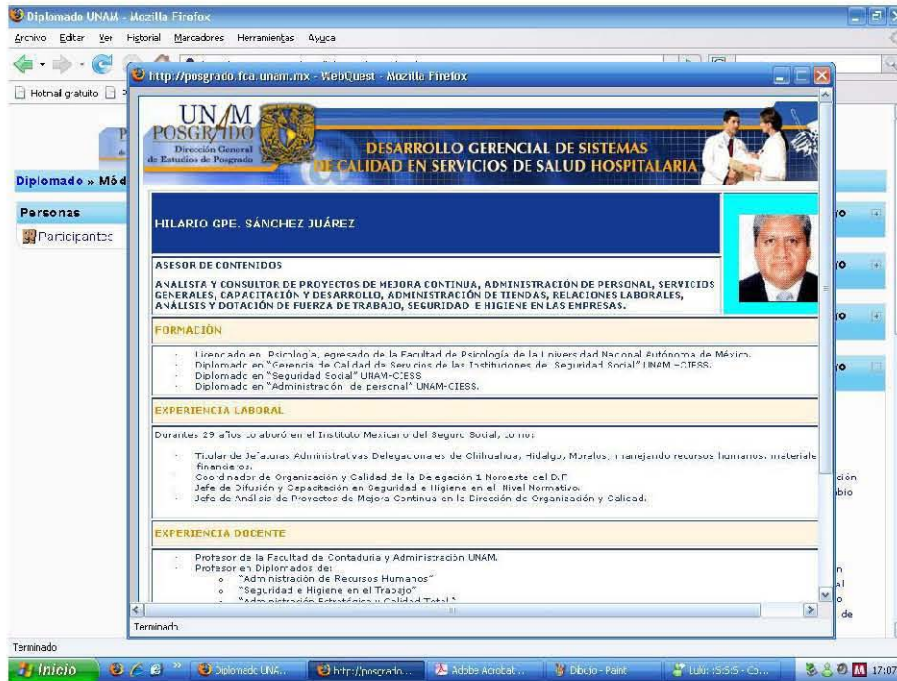 Diplomado UNAM - Mozilla Firefox
Archivo Editar Ver Historial Marcadores Herramientas Ayuda
http://posgrado.fca.unam.mx - WebQuest - Mozilla Firefox
Hotmail gratuito
UNAM
POSGRADO
Dirección General
de Estudios de Posgrado
DESARROLLO GERENCIAL DE SISTEMAS
DE CALIDAD EN SERVICIOS DE SALUD HOSPITALARIA
Diplomado » Mód
Personas
Participantes
HILARIO GPE. SÁNCHEZ JUÁREZ
ASESOR DE CONTENIDOS
ANALISTA Y CONSULTOR DE PROYECTOS DE MEJORA CONTINUA, ADMINISTRACIÓN DE PERSONAL, SERVICIOS
GENERALES, CAPACITACIÓN Y DESARROLLO, ADMINISTRACIÓN DE TIENDAS, RELACIONES LABORALES,
ANÁLISIS Y DOTACIÓN DE FUERZA DE TRABAJO, SEGURIDAD E HIGIENE EN LAS EMPRESAS.
FORMACIÓN
Licenciado en Psicología, egresado de la Facultad de Psicología de la Universidad Nacional Autónoma de México.
Diplomado en "Gerencia de Calidad de Servicios de las Instituciones de Seguridad Social" UNAM -CIESS.
Diplomado en "Seguridad Social" UNAM-CIESS
Diplomado en "Administración de personal" UNAM-CIESS.
EXPERIENCIA LABORAL
Durantes 29 años colaboró en el Instituto Mexicano del Seguro Social, como:
Titular de Jefaturas Administrativas Delegacionales de Chihuahua, Hidalgo, Morelos, manejando recursos humanos, materiale
financieros.
Coordinador de Organización y Calidad de la Delegación 1 Noroeste del D.F
Jefe de Difusión y Capacitación en Seguridad e Higiene en el Nivel Normativo.
Jefe de Análisis de Proyectos de Mejora Continua en la Dirección de Organización y Calidad.
EXPERIENCIA DOCENTE
Profesor de la Facultad de Contaduría y Administración UNAM.
Profesor en Diplomados de:
"Administración de Recursos Humanos"
"Seguridad e Higiene en el Trabajo"
"Administración Estratégica y Calidad Total "
Terminado
Terminado
Inicio
Diplomado UNA...
http://posgrado...
Adobe Acrobat...
Dibujo - Paint
17:07